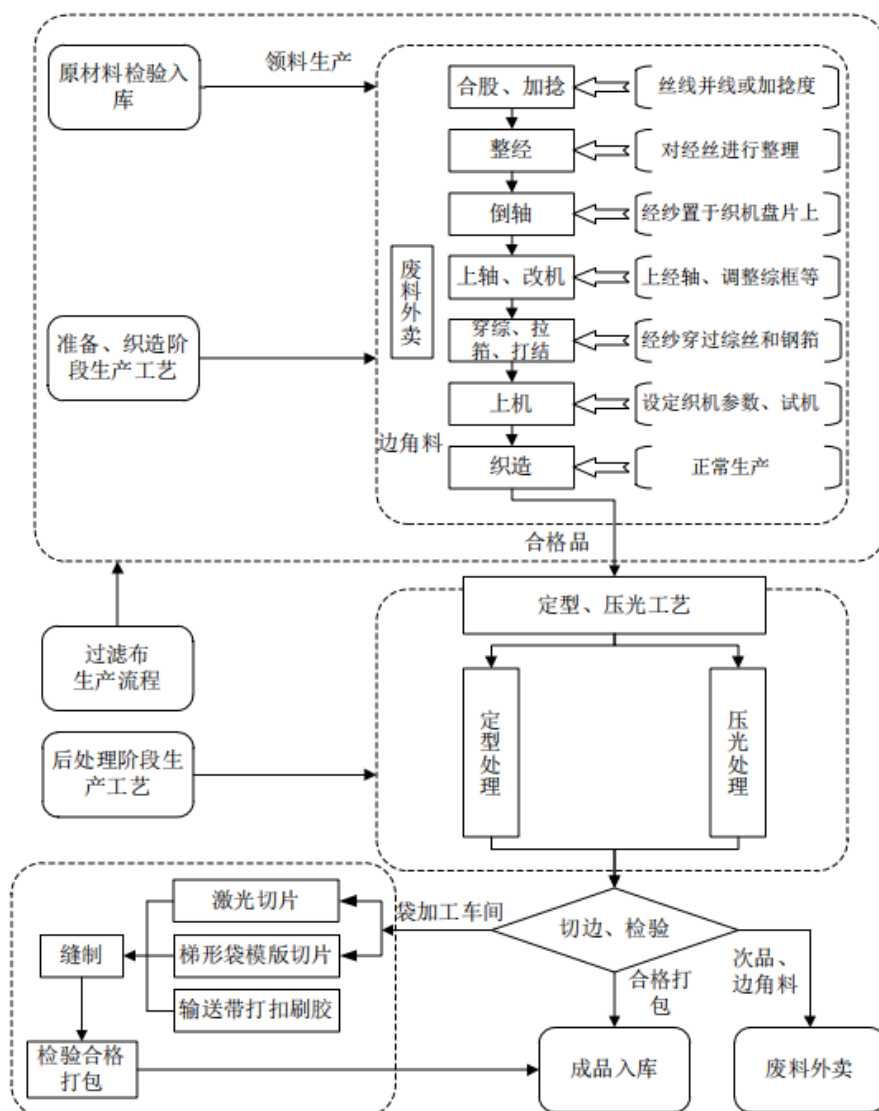 原材料检验入
库
领料生产
合股、加捻
丝线并线或加捻度
整经
对经丝进行整理
倒轴
经纱置于织机盘片上
废料外卖
上轴、改机
上经轴、调整综框等
准备、织造阶
段生产工艺
穿综、拉
筘、打结
经纱穿过综丝和钢筘
上机
设定织机参数、试机
边角料
织造
正常生产
合格品
定型、压光工艺
过滤布
生产流程
定型处理
压光处理
后处理阶段生
产工艺
激光切片
袋加工车间
切边、检验
缝制
梯形袋模版切片
次品、
边角料
合格打
包
输送带打扣刷胶
检验合格
打包
成品入库
废料外卖